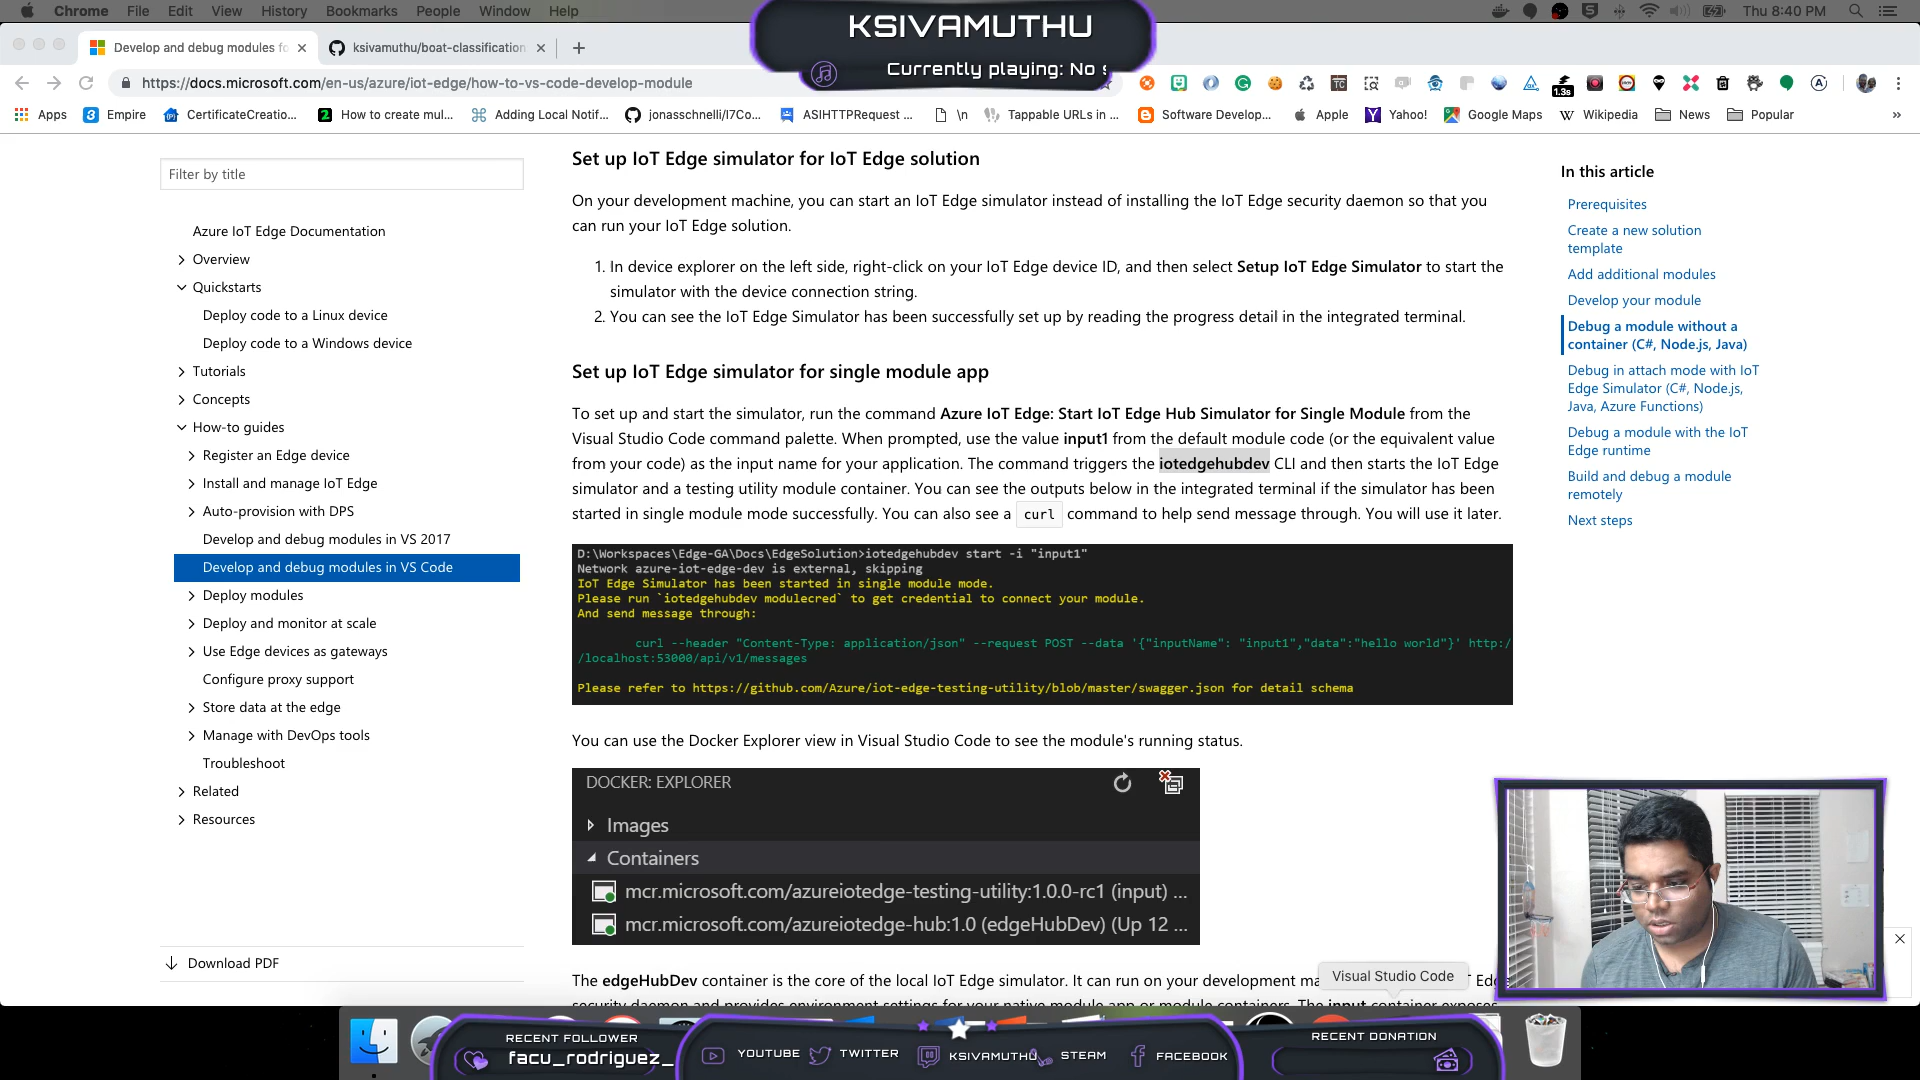 Chrome File Edit View History Bookmarks People Window Help
Thu 8:40 PM
KSIVAMUTHU
Currently playing: No s
Develop and debug modules fo
ksivamuthu/boat-classification
https://docs.microsoft.com/en-us/azure/iot-edge/how-to-vs-code-develop-module
1.3s
Apps Empire CertificateCreatio... How to create mul... Adding Local Notif... jonasschnelli/I7Co... ASIHTTPRequest ... \n Tappable URLs in ... Software Develop... Apple Yahoo! Google Maps Wikipedia News Popular »
Filter by title
Azure IoT Edge Documentation
Overview
Quickstarts
Deploy code to a Linux device
Deploy code to a Windows device
Tutorials
Concepts
How-to guides
Register an Edge device
Install and manage IoT Edge
Auto-provision with DPS
Develop and debug modules in VS 2017
Develop and debug modules in VS Code
Deploy modules
Deploy and monitor at scale
Use Edge devices as gateways
Configure proxy support
Store data at the edge
Manage with DevOps tools
Troubleshoot
Related
Resources
Download PDF
Set up IoT Edge simulator for IoT Edge solution
On your development machine, you can start an IoT Edge simulator instead of installing the IoT Edge security daemon so that you
can run your IoT Edge solution.
1. In device explorer on the left side, right-click on your IoT Edge device ID, and then select Setup IoT Edge Simulator to start the
simulator with the device connection string.
2. You can see the IoT Edge Simulator has been successfully set up by reading the progress detail in the integrated terminal.
Set up IoT Edge simulator for single module app
To set up and start the simulator, run the command Azure IoT Edge: Start IoT Edge Hub Simulator for Single Module from the
Visual Studio Code command palette. When prompted, use the value input1 from the default module code (or the equivalent value
from your code) as the input name for your application. The command triggers the iotedgehubdev CLI and then starts the IoT Edge
simulator and a testing utility module container. You can see the outputs below in the integrated terminal if the simulator has been
started in single module mode successfully. You can also see a curl command to help send message through. You will use it later.
D:\Workspaces\Edge-GA\Docs\EdgeSolution>iotedgehubdev start -i "input1"
Network azure-iot-edge-dev is external, skipping
IoT Edge Simulator has been started in single module mode.
Please run `iotedgehubdev modulecred` to get credential to connect your module.
And send message through:
curl --header "Content-Type: application/json" --request POST --data '{"inputName": "input1","data":"hello world"}' http:/
/localhost:53000/api/v1/messages
Please refer to https://github.com/Azure/iot-edge-testing-utility/blob/master/swagger.json for detail schema
You can use the Docker Explorer view in Visual Studio Code to see the module's running status.
DOCKER: EXPLORER
Images
Containers
mcr.microsoft.com/azureiotedge-testing-utility:1.0.0-rc1 (input) ...
mcr.microsoft.com/azureiotedge-hub:1.0 (edgeHubDev) (Up 12 ...
The edgeHubDev container is the core of the local IoT Edge simulator. It can run on your development ma
security daemon and provides environment settings for your native module app or module containers. The input container exposes
In this article
Prerequisites
Create a new solution
template
Add additional modules
Develop your module
Debug a module without a
container (C#, Node.js, Java)
Debug in attach mode with IoT
Edge Simulator (C#, Node.js,
Java, Azure Functions)
Debug a module with the IoT
Edge runtime
Build and debug a module
remotely
Next steps
Visual Studio Code
RECENT FOLLOWER
facu_rodriguez_
YOUTUBE TWITTER KSIVAMUTHU STEAM FACEBOOK
RECENT DONATION